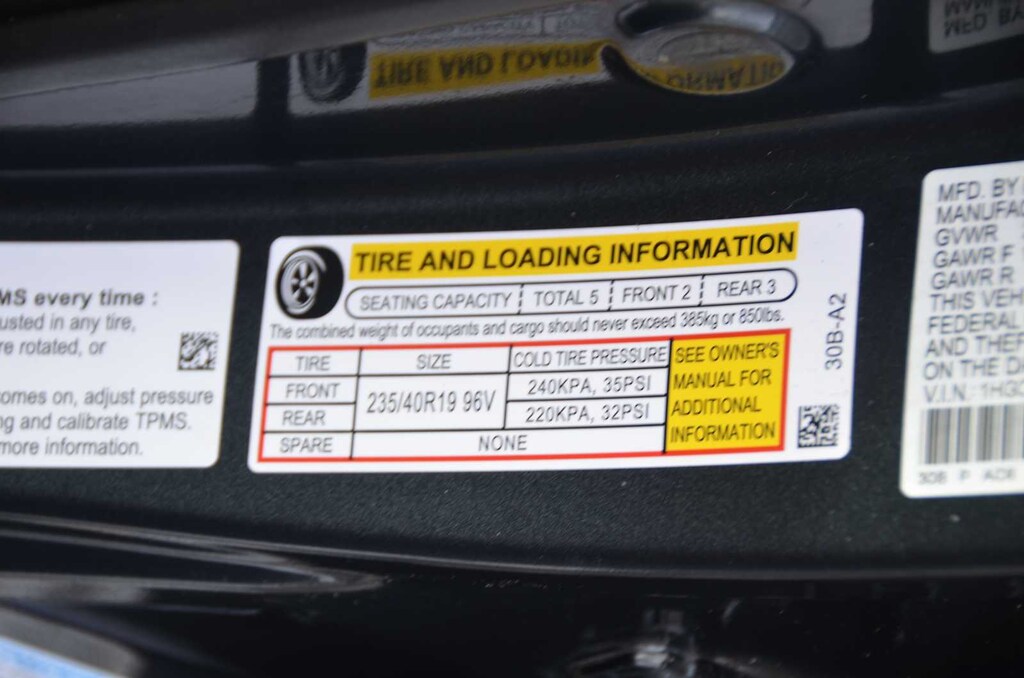 MS every time :
usted in any tire,
re rotated, or
omes on, adjust pressure
ng and calibrate TPMS.
more information.
TIRE AND LOADING INFORMATION
SEATING CAPACITY TOTAL 5 FRONT 2 REAR 3
The combined weight of occupants and cargo should never exceed 385kg or 850lbs.
TIRE SIZE COLD TIRE PRESSURE
FRONT 235/40R19 96V 240KPA, 35PSI
REAR 220KPA, 32PSI
SPARE NONE
SEE OWNER'S
MANUAL FOR
ADDITIONAL
INFORMATION
30B-A2
MFD. BY
MANUFAC
GVWR
GAWR F
GAWR R
THIS VEH
FEDERAL
AND THEF
ON THE DA
V.I.N.: 1HG
30B P